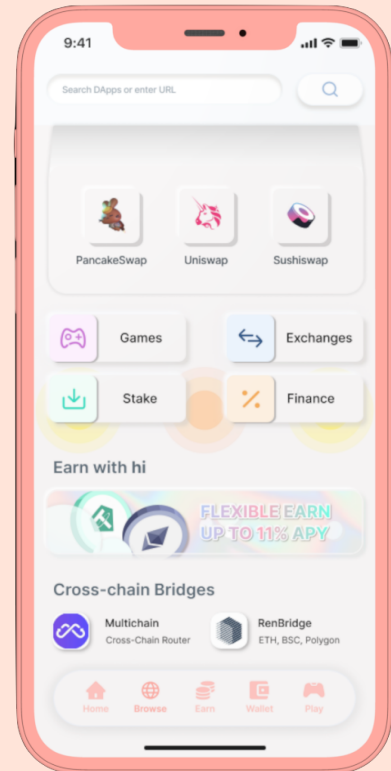 9:41
Search DApps or enter URL
PancakeSwap
Uniswap
Sushiswap
Games
Exchanges
Stake
Finance
Earn with hi
FLEXIBLE EARN
UP TO 11% APY
Cross-chain Bridges
Multichain
Cross-Chain Router
RenBridge
ETH, BSC, Polygon
Home
Browse
Earn
Wallet
Play